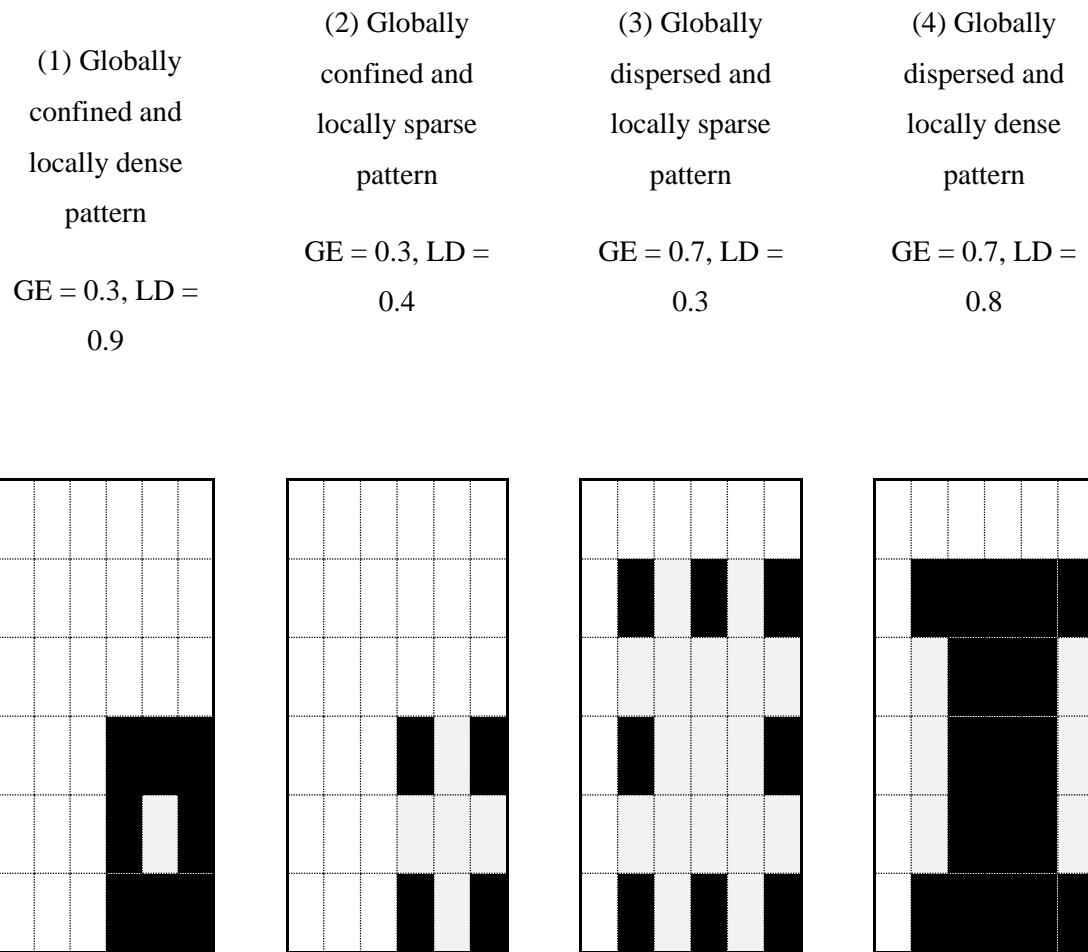 (1) Globally
confined and
locally dense
pattern
GE = 0.3, LD =
0.9
(2) Globally
confined and
locally sparse
pattern
GE = 0.3, LD =
0.4
(3) Globally
dispersed and
locally sparse
pattern
GE = 0.7, LD =
0.3
(4) Globally
dispersed and
locally dense
pattern
GE = 0.7, LD =
0.8